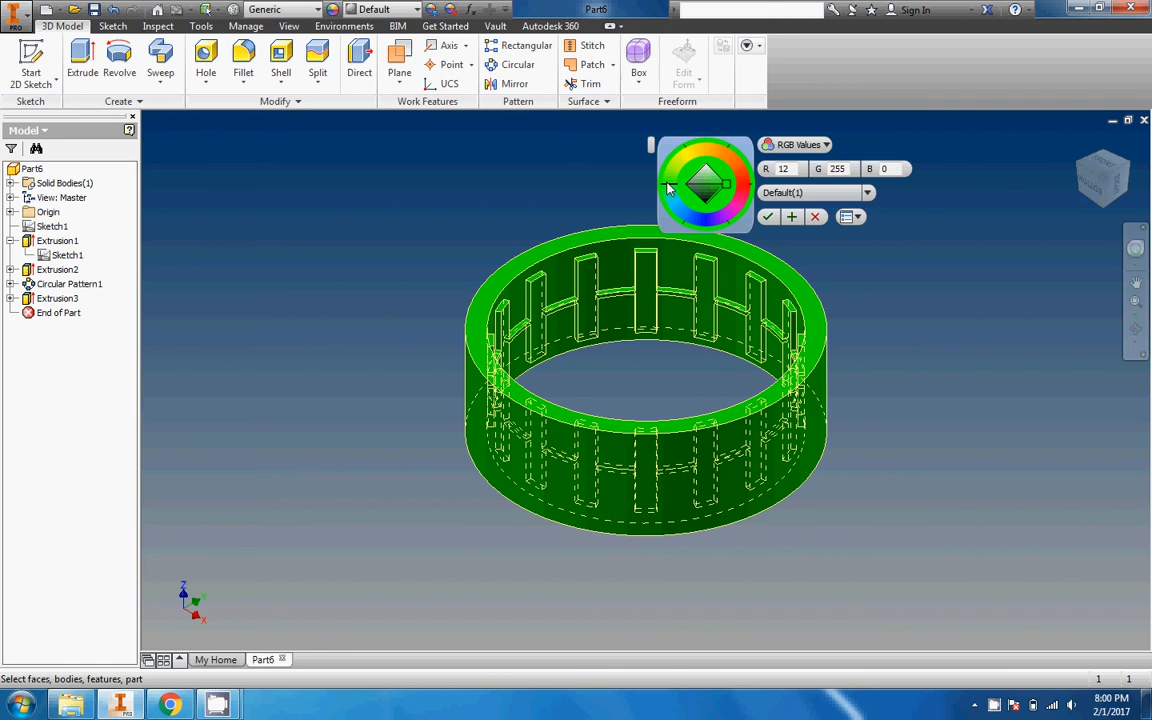 Generic
Default
Part6
Sign In
PRO
3D Model
Sketch
Inspect
Tools
Manage
View
Environments
BIM
Get Started
Vault
Autodesk 360
Start
2D Sketch
Extrude
Revolve
Sweep
Hole
Fillet
Shell
Split
Direct
Plane
Axis
Point
UCS
Rectangular
Circular
Mirror
Stitch
Patch
Trim
Box
Edit
Form
Sketch
Create
Modify
Work Features
Pattern
Surface
Freeform
Model
Part6
Solid Bodies(1)
View: Master
Origin
Sketch1
Extrusion1
Sketch1
Extrusion2
Circular Pattern1
Extrusion3
End of Part
RGB Values
R 12 G 255 B 0
Default(1)
BOTTOM
Z
X
My Home
Part6
Select faces, bodies, features, part
1 1
PRO
8:00 PM
2/1/2017